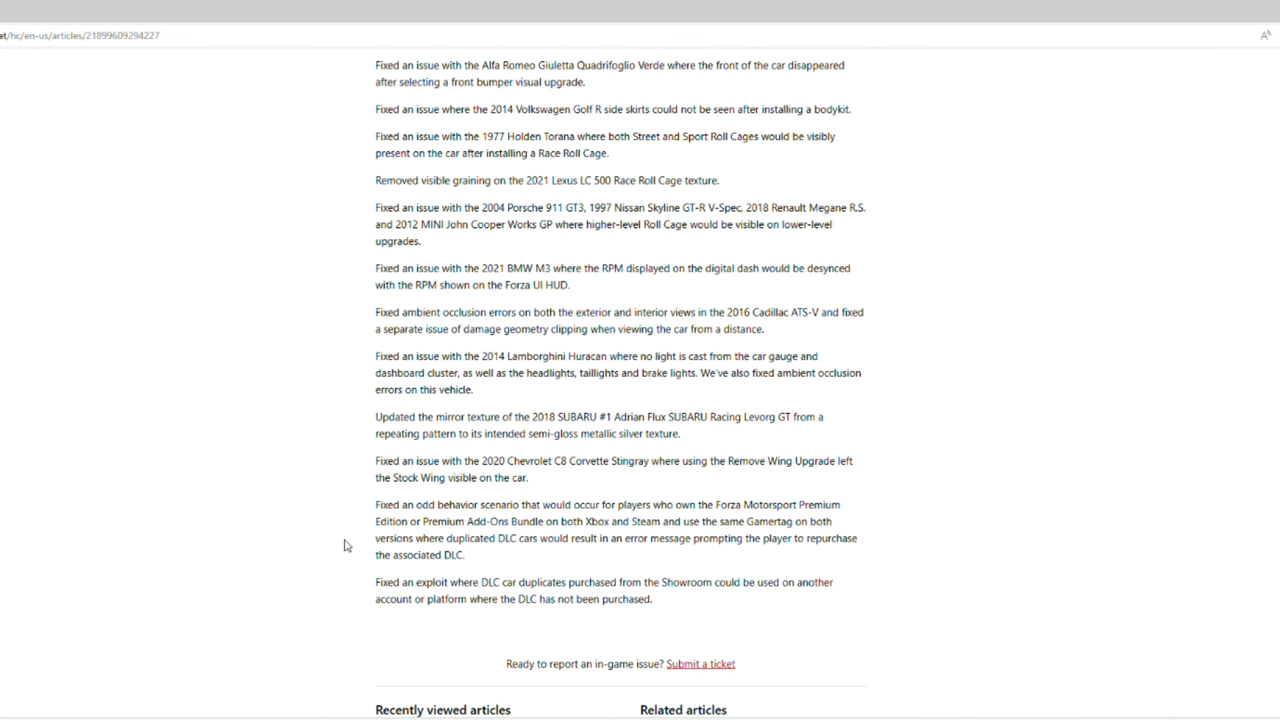 et/hc/en-us/articles/21899609294227
Fixed an issue with the Alfa Romeo Giuletta Quadrifoglio Verde where the front of the car disappeared
after selecting a front bumper visual upgrade.
Fixed an issue where the 2014 Volkswagen Golf R side skirts could not be seen after installing a bodykit.
Fixed an issue with the 1977 Holden Torana where both Street and Sport Roll Cages would be visibly
present on the car after installing a Race Roll Cage.
Removed visible graining on the 2021 Lexus LC 500 Race Roll Cage texture.
Fixed an issue with the 2004 Porsche 911 GT3, 1997 Nissan Skyline GT-R V-Spec, 2018 Renault Megane R.S.
and 2012 MINI John Cooper Works GP where higher-level Roll Cage would be visible on lower-level
upgrades.
Fixed an issue with the 2021 BMW M3 where the RPM displayed on the digital dash would be desynced
with the RPM shown on the Forza UI HUD.
Fixed ambient occlusion errors on both the exterior and interior views in the 2016 Cadillac ATS-V and fixed
a separate issue of damage geometry clipping when viewing the car from a distance.
Fixed an issue with the 2014 Lamborghini Huracan where no light is cast from the car gauge and
dashboard cluster, as well as the headlights, taillights and brake lights. We've also fixed ambient occlusion
errors on this vehicle.
Updated the mirror texture of the 2018 SUBARU #1 Adrian Flux SUBARU Racing Levorg GT from a
repeating pattern to its intended semi-gloss metallic silver texture.
Fixed an issue with the 2020 Chevrolet C8 Corvette Stingray where using the Remove Wing Upgrade left
the Stock Wing visible on the car.
Fixed an odd behavior scenario that would occur for players who own the Forza Motorsport Premium
Edition or Premium Add-Ons Bundle on both Xbox and Steam and use the same Gamertag on both
versions where duplicated DLC cars would result in an error message prompting the player to repurchase
the associated DLC.
Fixed an exploit where DLC car duplicates purchased from the Showroom could be used on another
account or platform where the DLC has not been purchased.
Ready to report an in-game issue? Submit a ticket
Recently viewed articles
Related articles